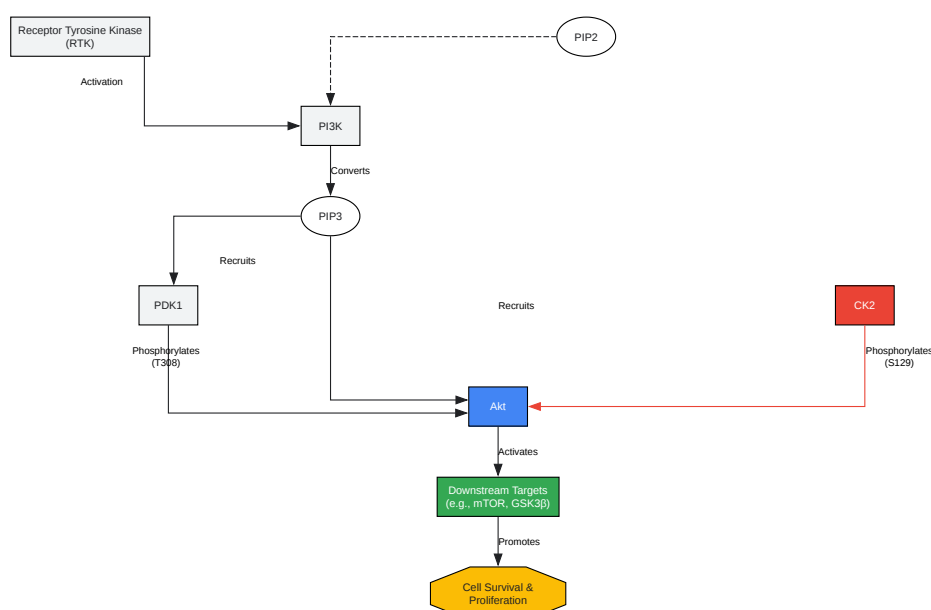 Receptor Tyrosine Kinase
(RTK)
PIP2
Activation
PI3K
Converts
PIP3
Recruits
PDK1
Recruits
CK2
Phosphorylates
(T308)
Phosphorylates
(S129)
Akt
Activates
Downstream Targets
(e.g., mTOR, GSK3β)
Promotes
Cell Survival &
Proliferation